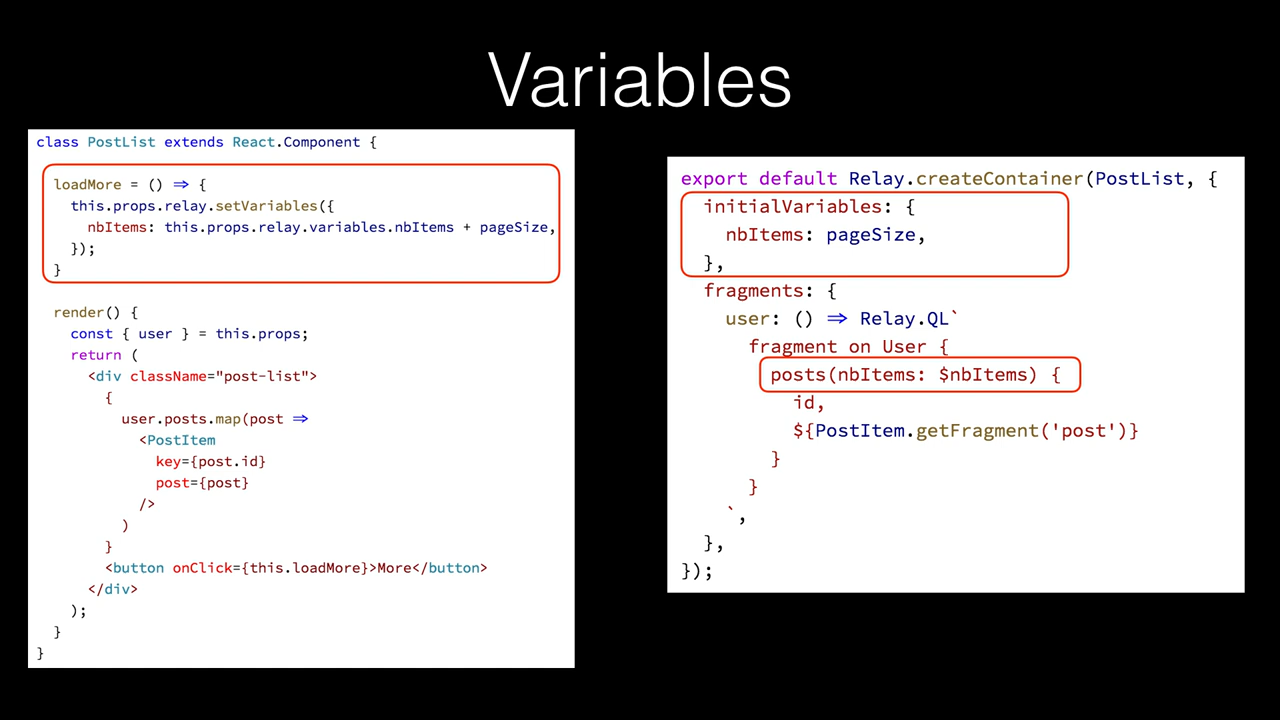 Variables
class PostList extends React.Component {
loadMore = () => {
this.props.relay.setVariables({
nbItems: this.props.relay.variables.nbItems + pageSize,
});
}
render() {
const { user } = this.props;
return (
<div className="post-list">
{
user.posts.map(post =>
<PostItem
key={post.id}
post={post}
/>
)
}
<button onClick={this.loadMore}>More</button>
</div>
);
}
}
export default Relay.createContainer(PostList, {
initialVariables: {
nbItems: pageSize,
},
fragments: {
user: () => Relay.QL`
fragment on User {
posts(nbItems: $nbItems) {
id,
${PostItem.getFragment('post')}
}
}
`,
},
});